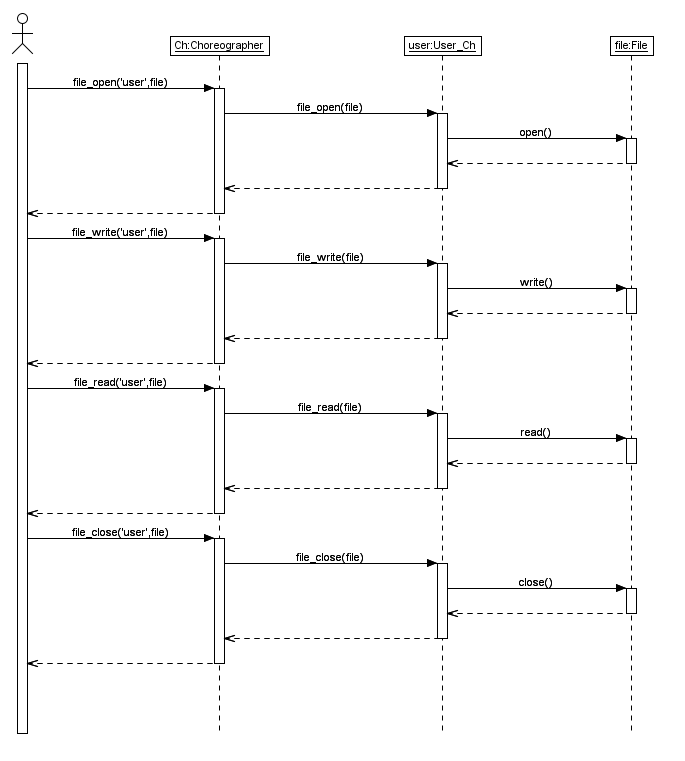 Ch:Choreographer
user:User_Ch
file:File
file_open('user',file)
file_open(file)
open()
file_write('user',file)
file_write(file)
write()
file_read('user',file)
file_read(file)
read()
file_close('user',file)
file_close(file)
close()